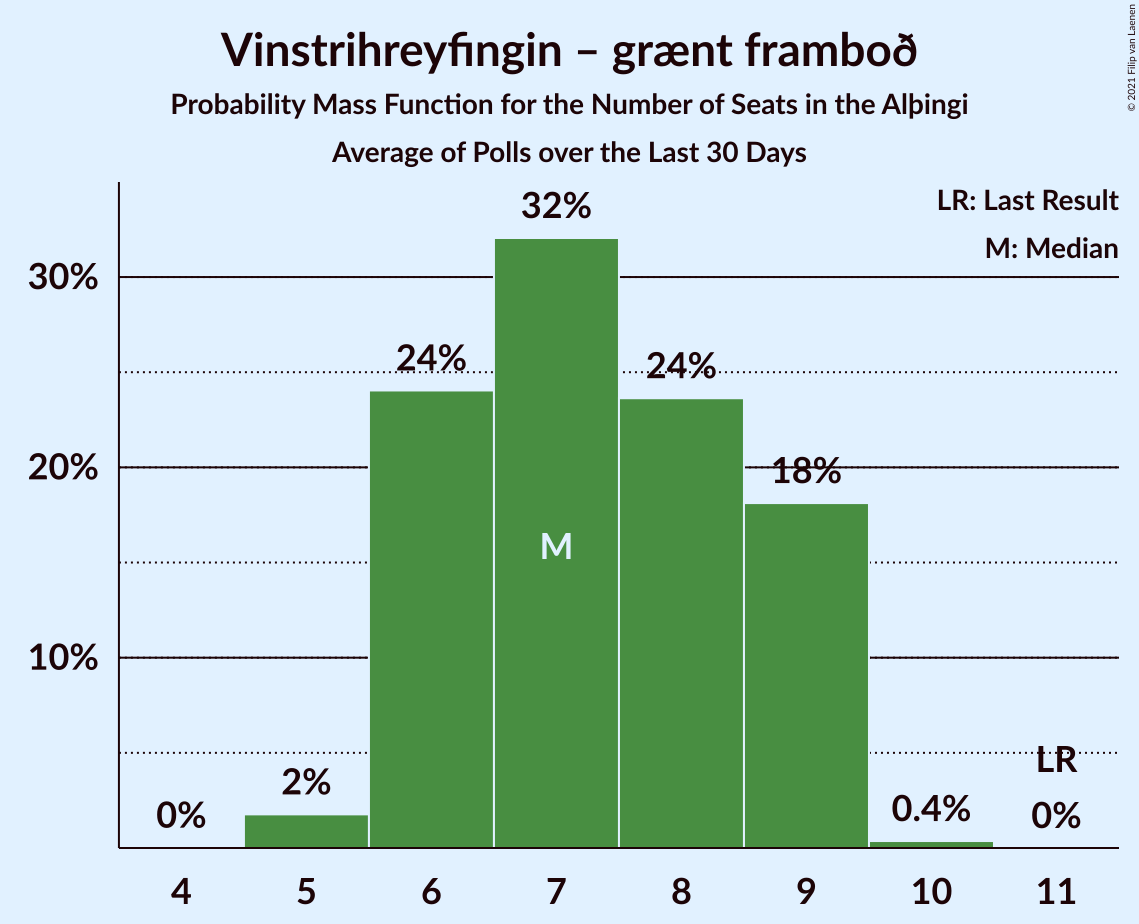 Vinstrihreyfingin – grænt framboð
Probability Mass Function for the Number of Seats in the Alþingi
Average of Polls over the Last 30 Days
© 2021 Filip van Laenen
LR: Last Result
M: Median
32%
30%
24%
24%
20%
18%
M
10%
LR
2%
0%
0.4%
0%
4 5 6 7 8 9 10 11